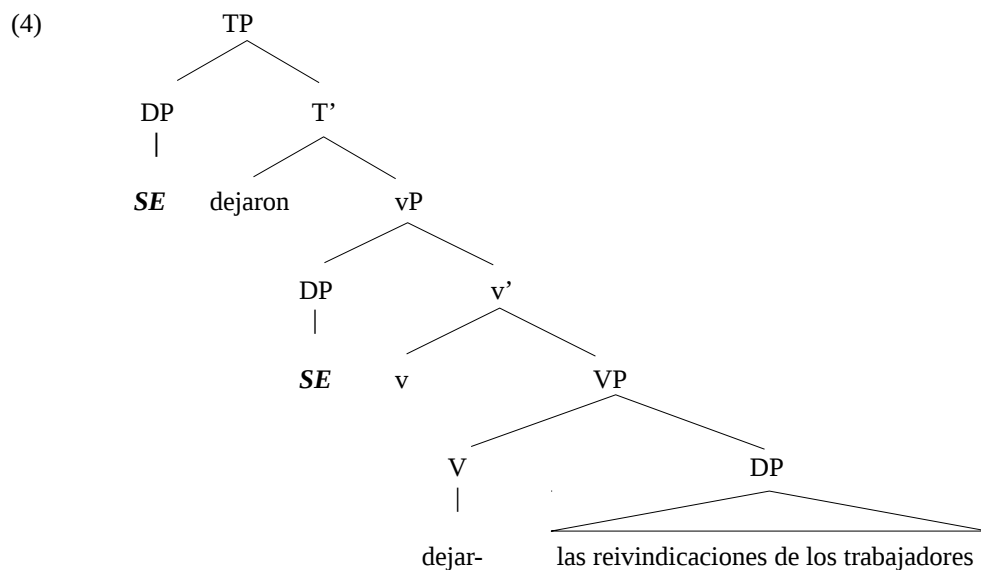 (4) TP
DP T’
SE dejaron vP
DP v’
SE v VP
V DP
dejar- las reivindicaciones de los trabajadores